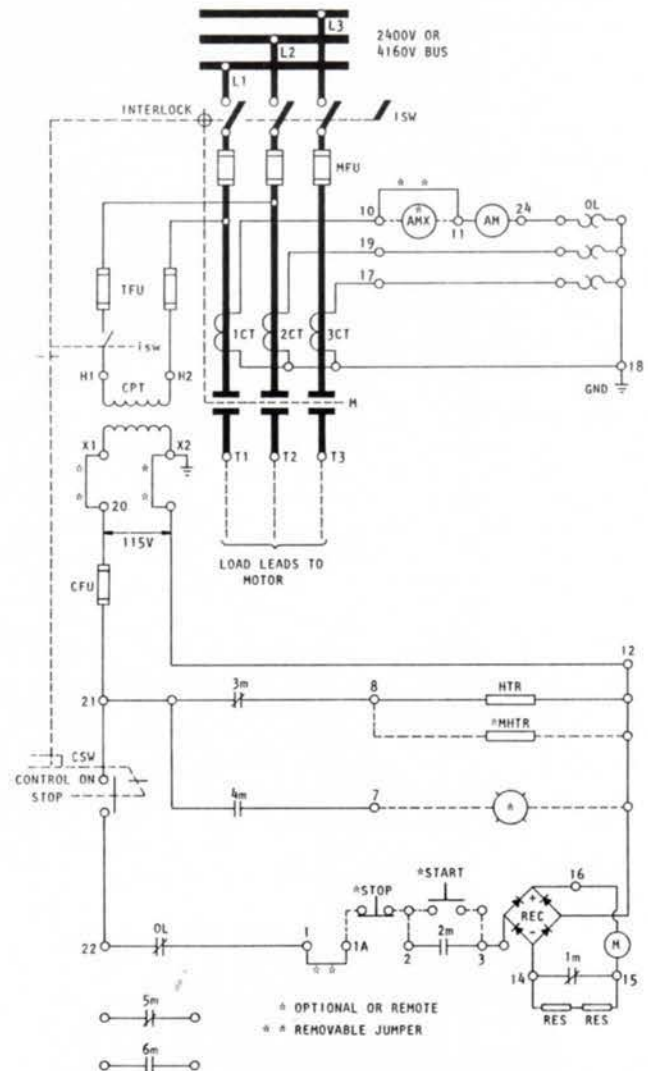 L3
2400V OR
4160V BUS
L2
L1
INTERLOCK
ISW
MFU
10
AMX
☆
☆ ☆
11
AM
24
OL
19
17
TFU
1CT
2CT
3CT
isw
18
GND
H1
CPT
H2
M
X1
X2
T1
T2
T3
☆
☆
☆
☆
20
115V
LOAD LEADS TO
MOTOR
CFU
12
21
3m
8
HTR
☆MHTR
CSW
CONTROL ON
STOP
4m
7
☆
☆STOP
☆START
16
+
REC
-
M
22
OL
1
1A
☆ ☆
2
2m
3
14
1m
15
RES
RES
5m
6m
☆ OPTIONAL OR REMOTE
☆ ☆ REMOVABLE JUMPER